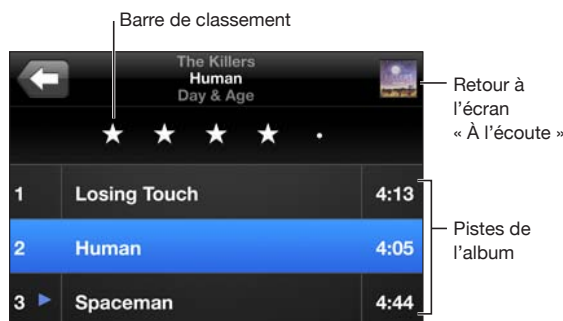 Barre de classement
The Killers
Human
Day & Age
Retour à
l’écran
« À l’écoute »
1 Losing Touch 4:13
2 Human 4:05
3 Spaceman 4:44
Pistes de
l’album